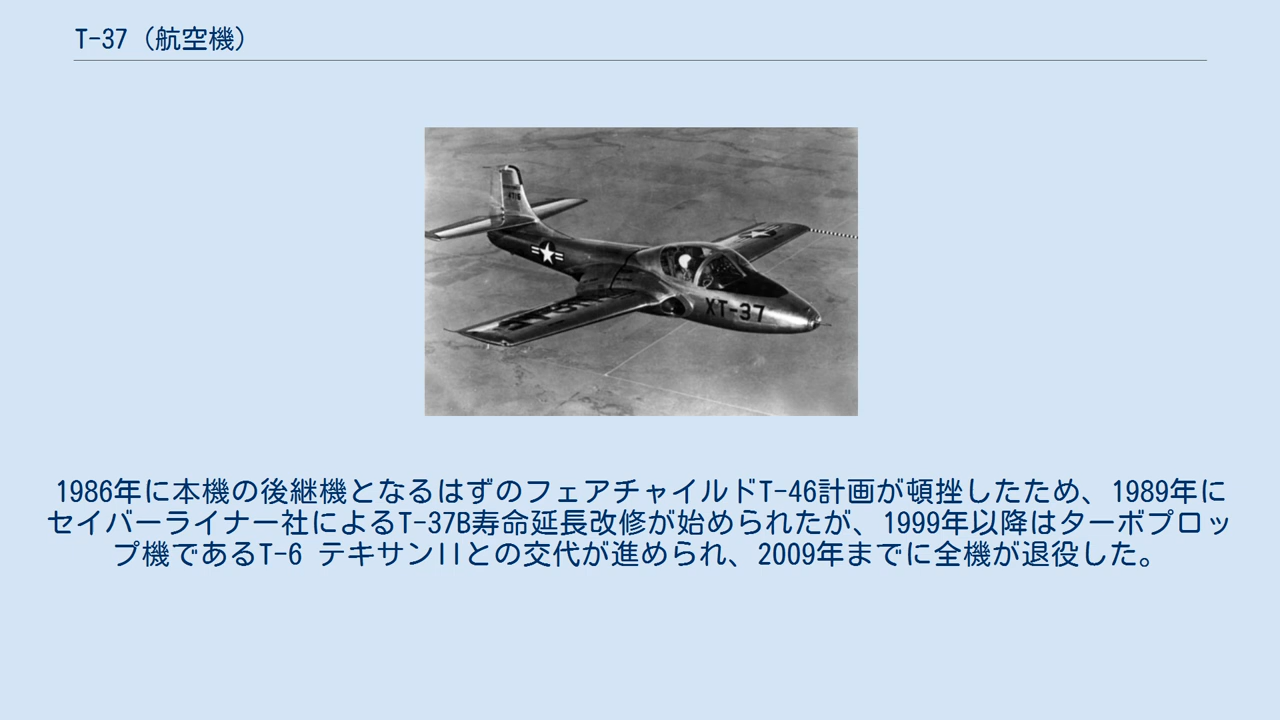 T-37（航空機）
XT-37
1986年に本機の後継機となるはずのフェアチャイルドT-46計画が頓挫したため、1989年に
セイバーライナー社によるT-37B寿命延長改修が始められたが、1999年以降はターボプロッ
プ機であるT-6 テキサンIIとの交代が進められ、2009年までに全機が退役した。